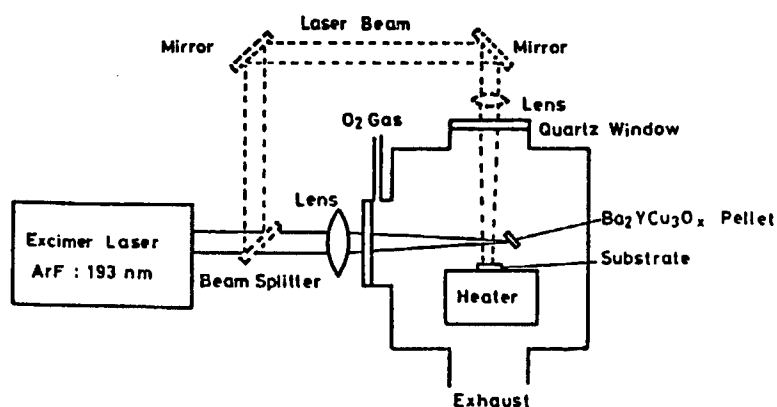 Laser Beam
Mirror
Mirror
Lens
O₂ Gas
Quartz Window
Lens
Ba₂YCu₃Oₓ Pellet
Excimer Laser
ArF : 193 nm
Substrate
Beam Splitter
Heater
Exhaust